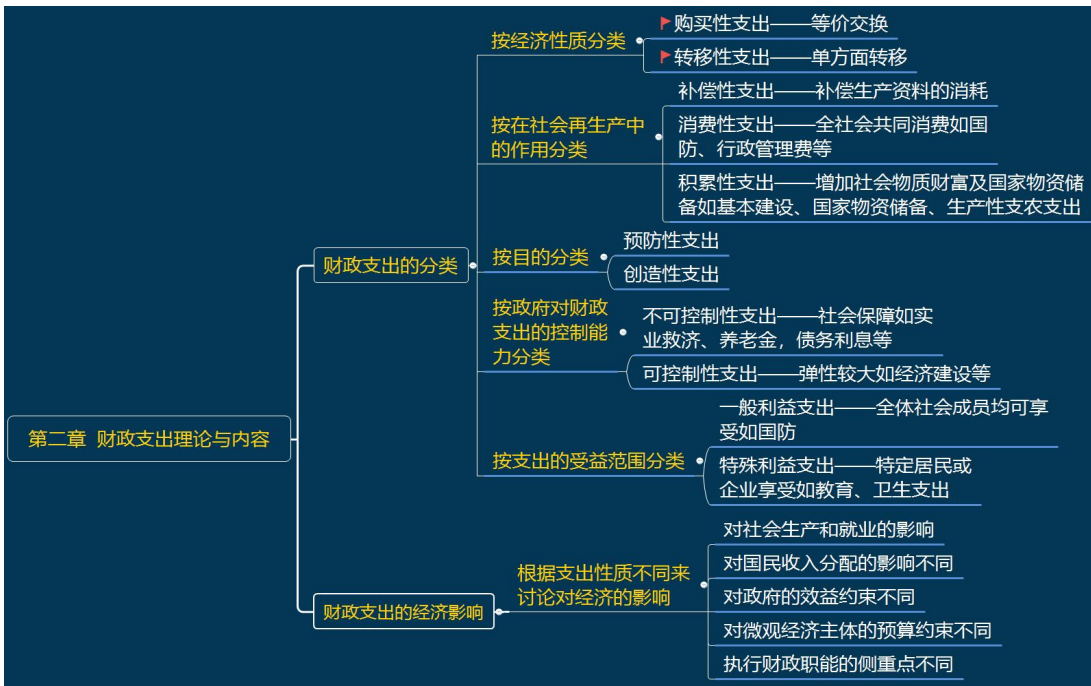 第二章 财政支出理论与内容
财政支出的分类
按经济性质分类
购买性支出——等价交换
转移性支出——单方面转移
按在社会再生产中
的作用分类
补偿性支出——补偿生产资料的消耗
消费性支出——全社会共同消费如国
防、行政管理费等
积累性支出——增加社会物质财富及国家物资储
备如基本建设、国家物资储备、生产性支农支出
按目的分类
预防性支出
创造性支出
按政府对财政
支出的控制能
力分类
不可控制性支出——社会保障如实
业救济、养老金，债务利息等
可控制性支出——弹性较大如经济建设等
按支出的受益范围分类
一般利益支出——全体社会成员均可享
受如国防
特殊利益支出——特定居民或
企业享受如教育、卫生支出
财政支出的经济影响
根据支出性质不同来
讨论对经济的影响
对社会生产和就业的影响
对国民收入分配的影响不同
对政府的效益约束不同
对微观经济主体的预算约束不同
执行财政职能的侧重点不同